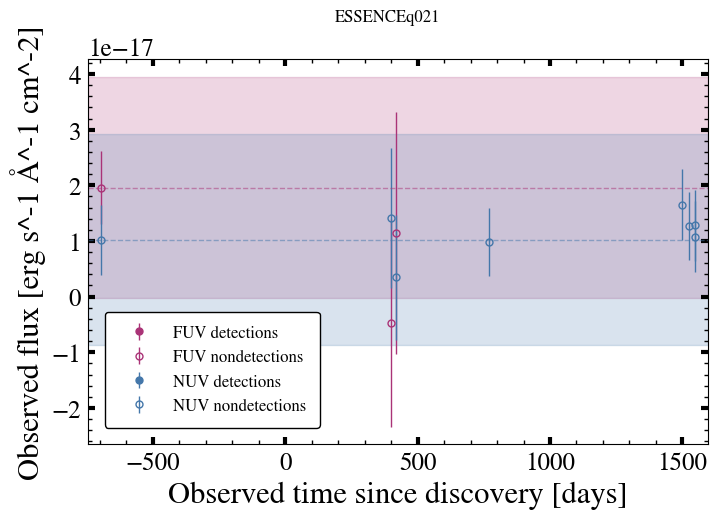 ESSENCEq021
1e−17
Observed flux [erg s^-1 Å^-1 cm^-2]
4
3
2
1
0
−1
−2
FUV detections
FUV nondetections
NUV detections
NUV nondetections
−500 0 500 1000 1500
Observed time since discovery [days]